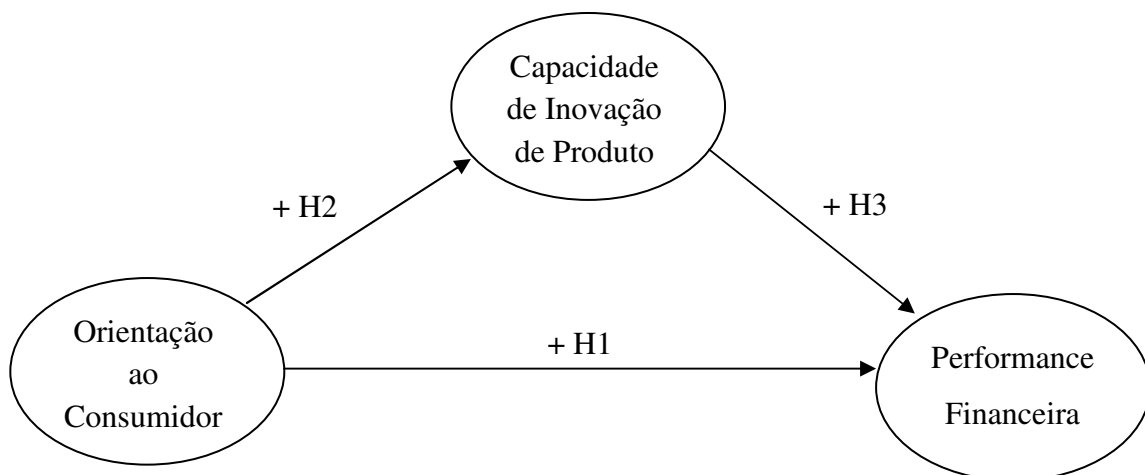 Capacidade
de Inovação
de Produto
+ H2
+ H3
Orientação
ao
Consumidor
+ H1
Performance
Financeira